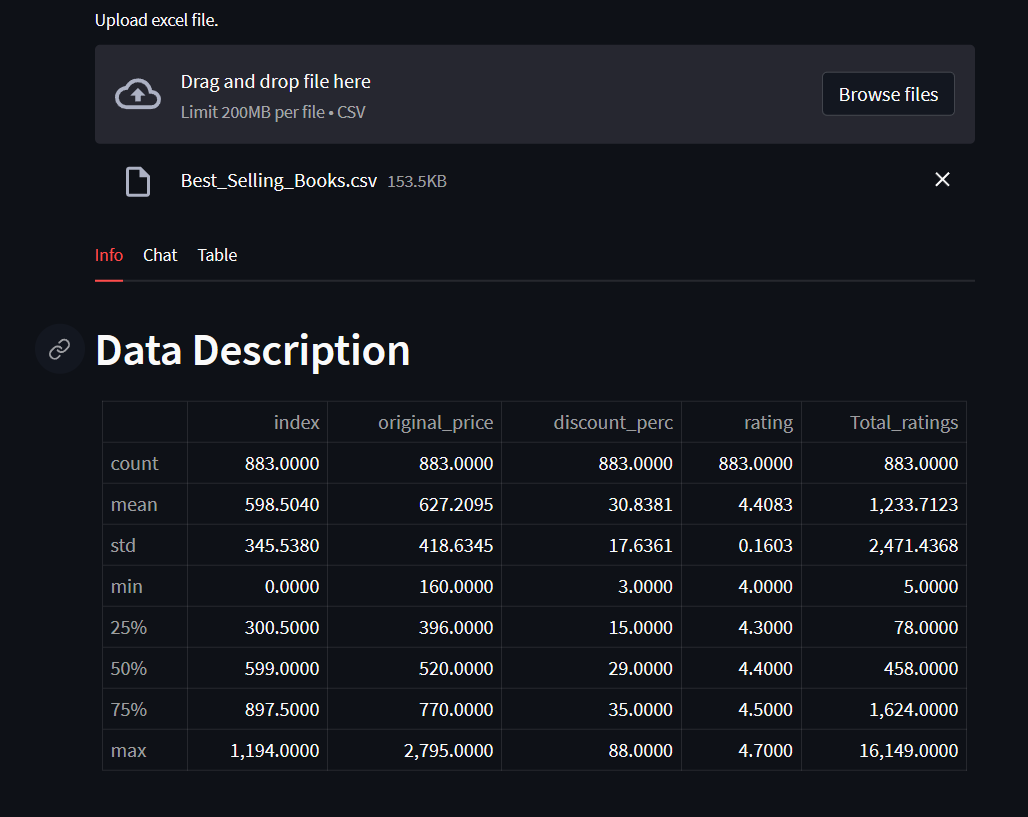 Upload excel file.
Drag and drop file here
Limit 200MB per file • CSV
Browse files
Best_Selling_Books.csv 153.5KB
Info Chat Table
Data Description
index original_price discount_perc rating Total_ratings
count 883.0000 883.0000 883.0000 883.0000 883.0000
mean 598.5040 627.2095 30.8381 4.4083 1,233.7123
std 345.5380 418.6345 17.6361 0.1603 2,471.4368
min 0.0000 160.0000 3.0000 4.0000 5.0000
25% 300.5000 396.0000 15.0000 4.3000 78.0000
50% 599.0000 520.0000 29.0000 4.4000 458.0000
75% 897.5000 770.0000 35.0000 4.5000 1,624.0000
max 1,194.0000 2,795.0000 88.0000 4.7000 16,149.0000